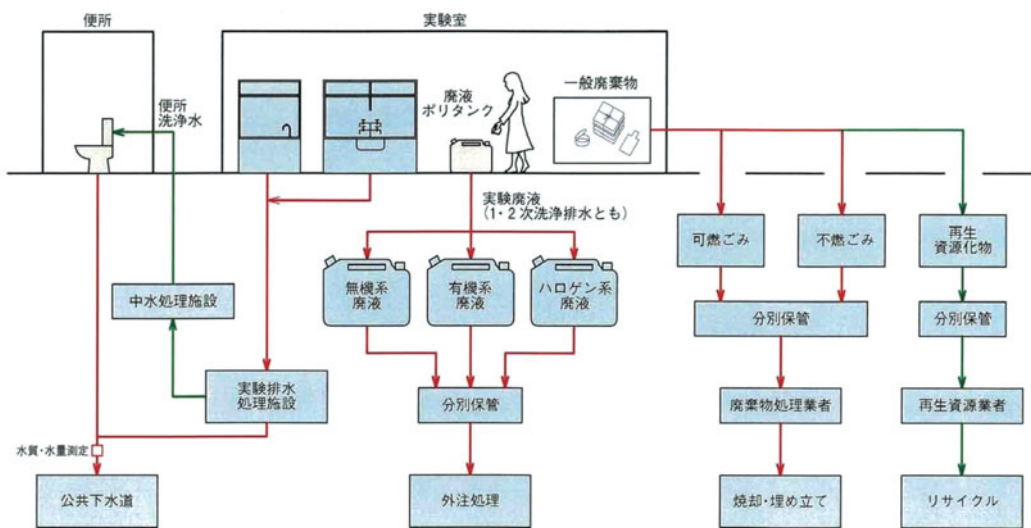 便所
実験室
便所
洗浄水
廃液
ポリタンク
一般廃棄物
実験廃液
(1・2次洗浄排水とも)
可燃ごみ
不燃ごみ
再生
資源化物
無機系
廃液
有機系
廃液
ハロゲン系
廃液
中水処理施設
分別保管
分別保管
実験排水
処理施設
分別保管
廃棄物処理業者
再生資源業者
水質・水量測定
公共下水道
外注処理
焼却・埋め立て
リサイクル